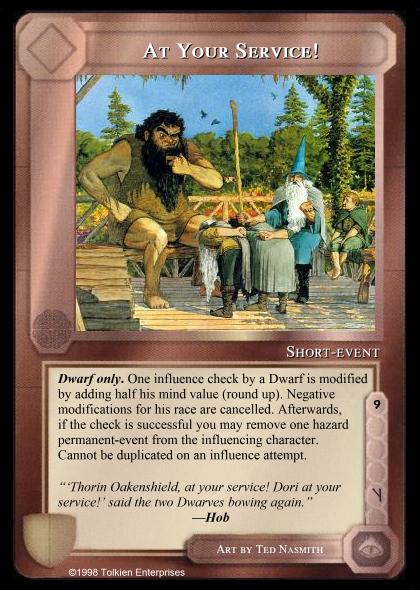 At Your Service!
Short-event
Dwarf only. One influence check by a Dwarf is modified
by adding half his mind value (round up). Negative
modifications for his race are cancelled. Afterwards,
if the check is successful you may remove one hazard
permanent-event from the influencing character.
Cannot be duplicated on an influence attempt.
"'Thorin Oakenshield, at your service! Dori at your
service!' said the two Dwarves bowing again."
—Hob
9
Art by Ted Nasmith
©1998 Tolkien Enterprises